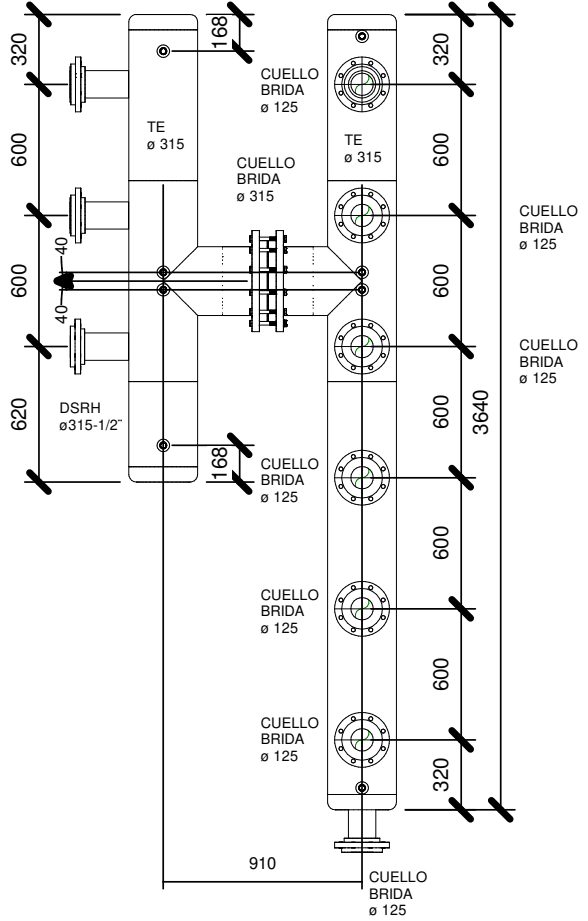 320
168
320
CUELLO
BRIDA
ø 125
600
TE
ø 315
TE
ø 315
600
CUELLO
BRIDA
ø 315
CUELLO
BRIDA
ø 125
40
600
40
600
CUELLO
BRIDA
ø 125
620
DSRH
ø315-1/2"
168
600
3640
CUELLO
BRIDA
ø 125
600
CUELLO
BRIDA
ø 125
600
CUELLO
BRIDA
ø 125
320
910
CUELLO
BRIDA
ø 125